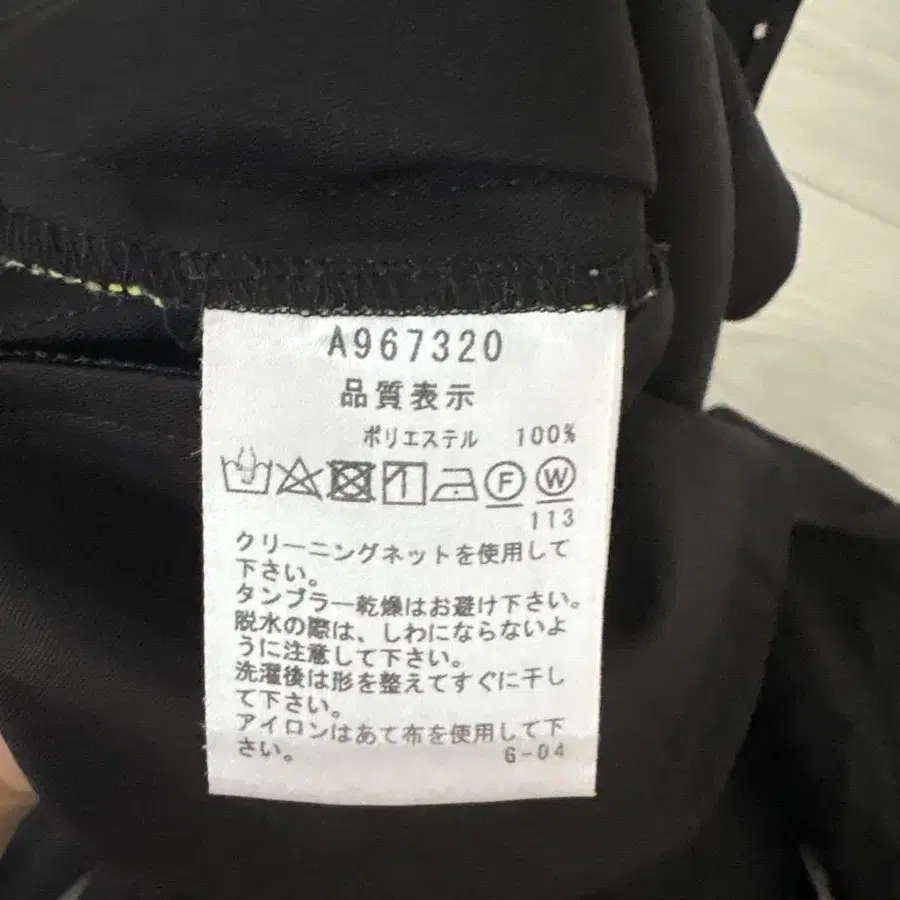 A967320
品質表示
ポリエステル 100%
F W
113
クリーニングネットを使用して
下さい。
タンブラー乾燥はお避け下さい。
脱水の際は、しわにならないよ
うに注意して下さい。
洗濯後は形を整えてすぐに干し
て下さい。
アイロンはあて布を使用して下
さい。 G-04